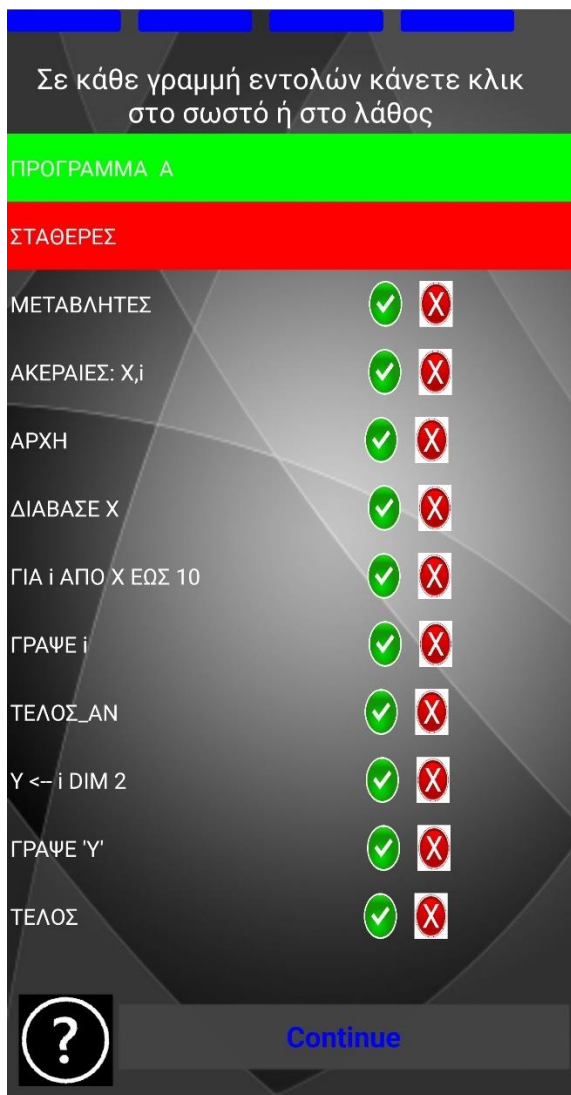 Σε κάθε γραμμή εντολών κάνετε κλικ
στο σωστό ή στο λάθος
ΠΡΟΓΡΑΜΜΑ Α
ΣΤΑΘΕΡΕΣ
ΜΕΤΑΒΛΗΤΕΣ
ΑΚΕΡΑΙΕΣ: Χ,i
ΑΡΧΗ
ΔΙΑΒΑΣΕ Χ
ΓΙΑ i ΑΠΟ Χ ΕΩΣ 10
ΓΡΑΨΕ i
ΤΕΛΟΣ_ΑΝ
Υ <-- i DIM 2
ΓΡΑΨΕ 'Υ'
ΤΕΛΟΣ
?
Continue